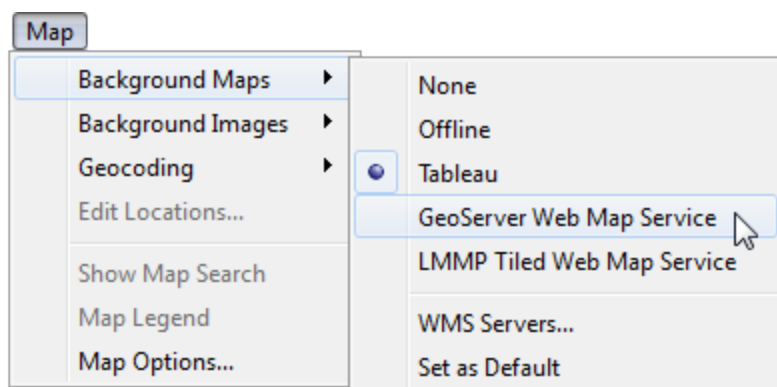 Map
Background Maps
Background Images
Geocoding
Edit Locations...
Show Map Search
Map Legend
Map Options...
None
Offline
Tableau
GeoServer Web Map Service
LMMP Tiled Web Map Service
WMS Servers...
Set as Default